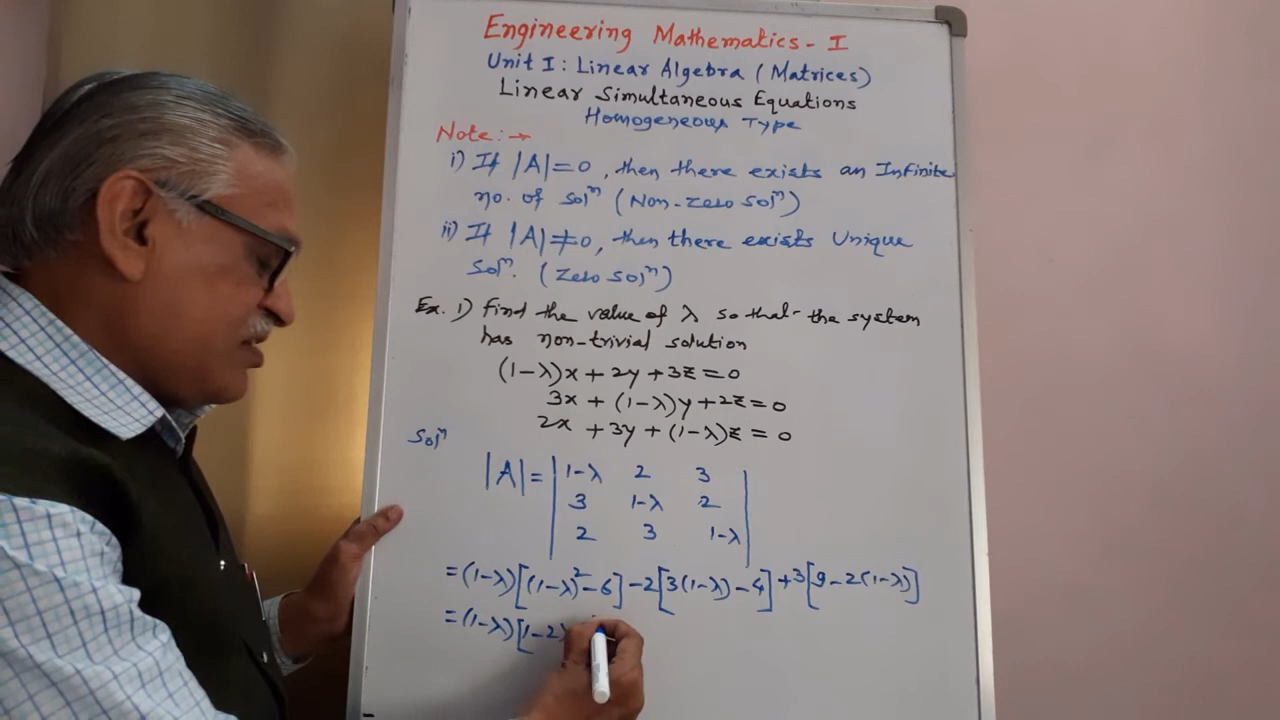 Engineering Mathematics - I
Unit I : Linear Algebra (Matrices)
Linear Simultaneous Equations
Homogeneous Type
Note:→
i) If |A|=0, then there exists an Infinite
no. of Solⁿ (Non-zero Solⁿ)
ii) If |A|≠0, then there exists Unique
Solⁿ. (Zero Solⁿ)
Ex. 1) Find the value of λ so that the system
has non-trivial solution
(1-λ)x + 2y + 3z = 0
3x + (1-λ)y + 2z = 0
2x + 3y + (1-λ)z = 0
Solⁿ
|A| = | 1-λ 2 3 |
| 3 1-λ 2 |
| 2 3 1-λ |
= (1-λ)[(1-λ)²-6] -2[3(1-λ)-4] +3[9-2(1-λ)]
= (1-λ)[1-2λ